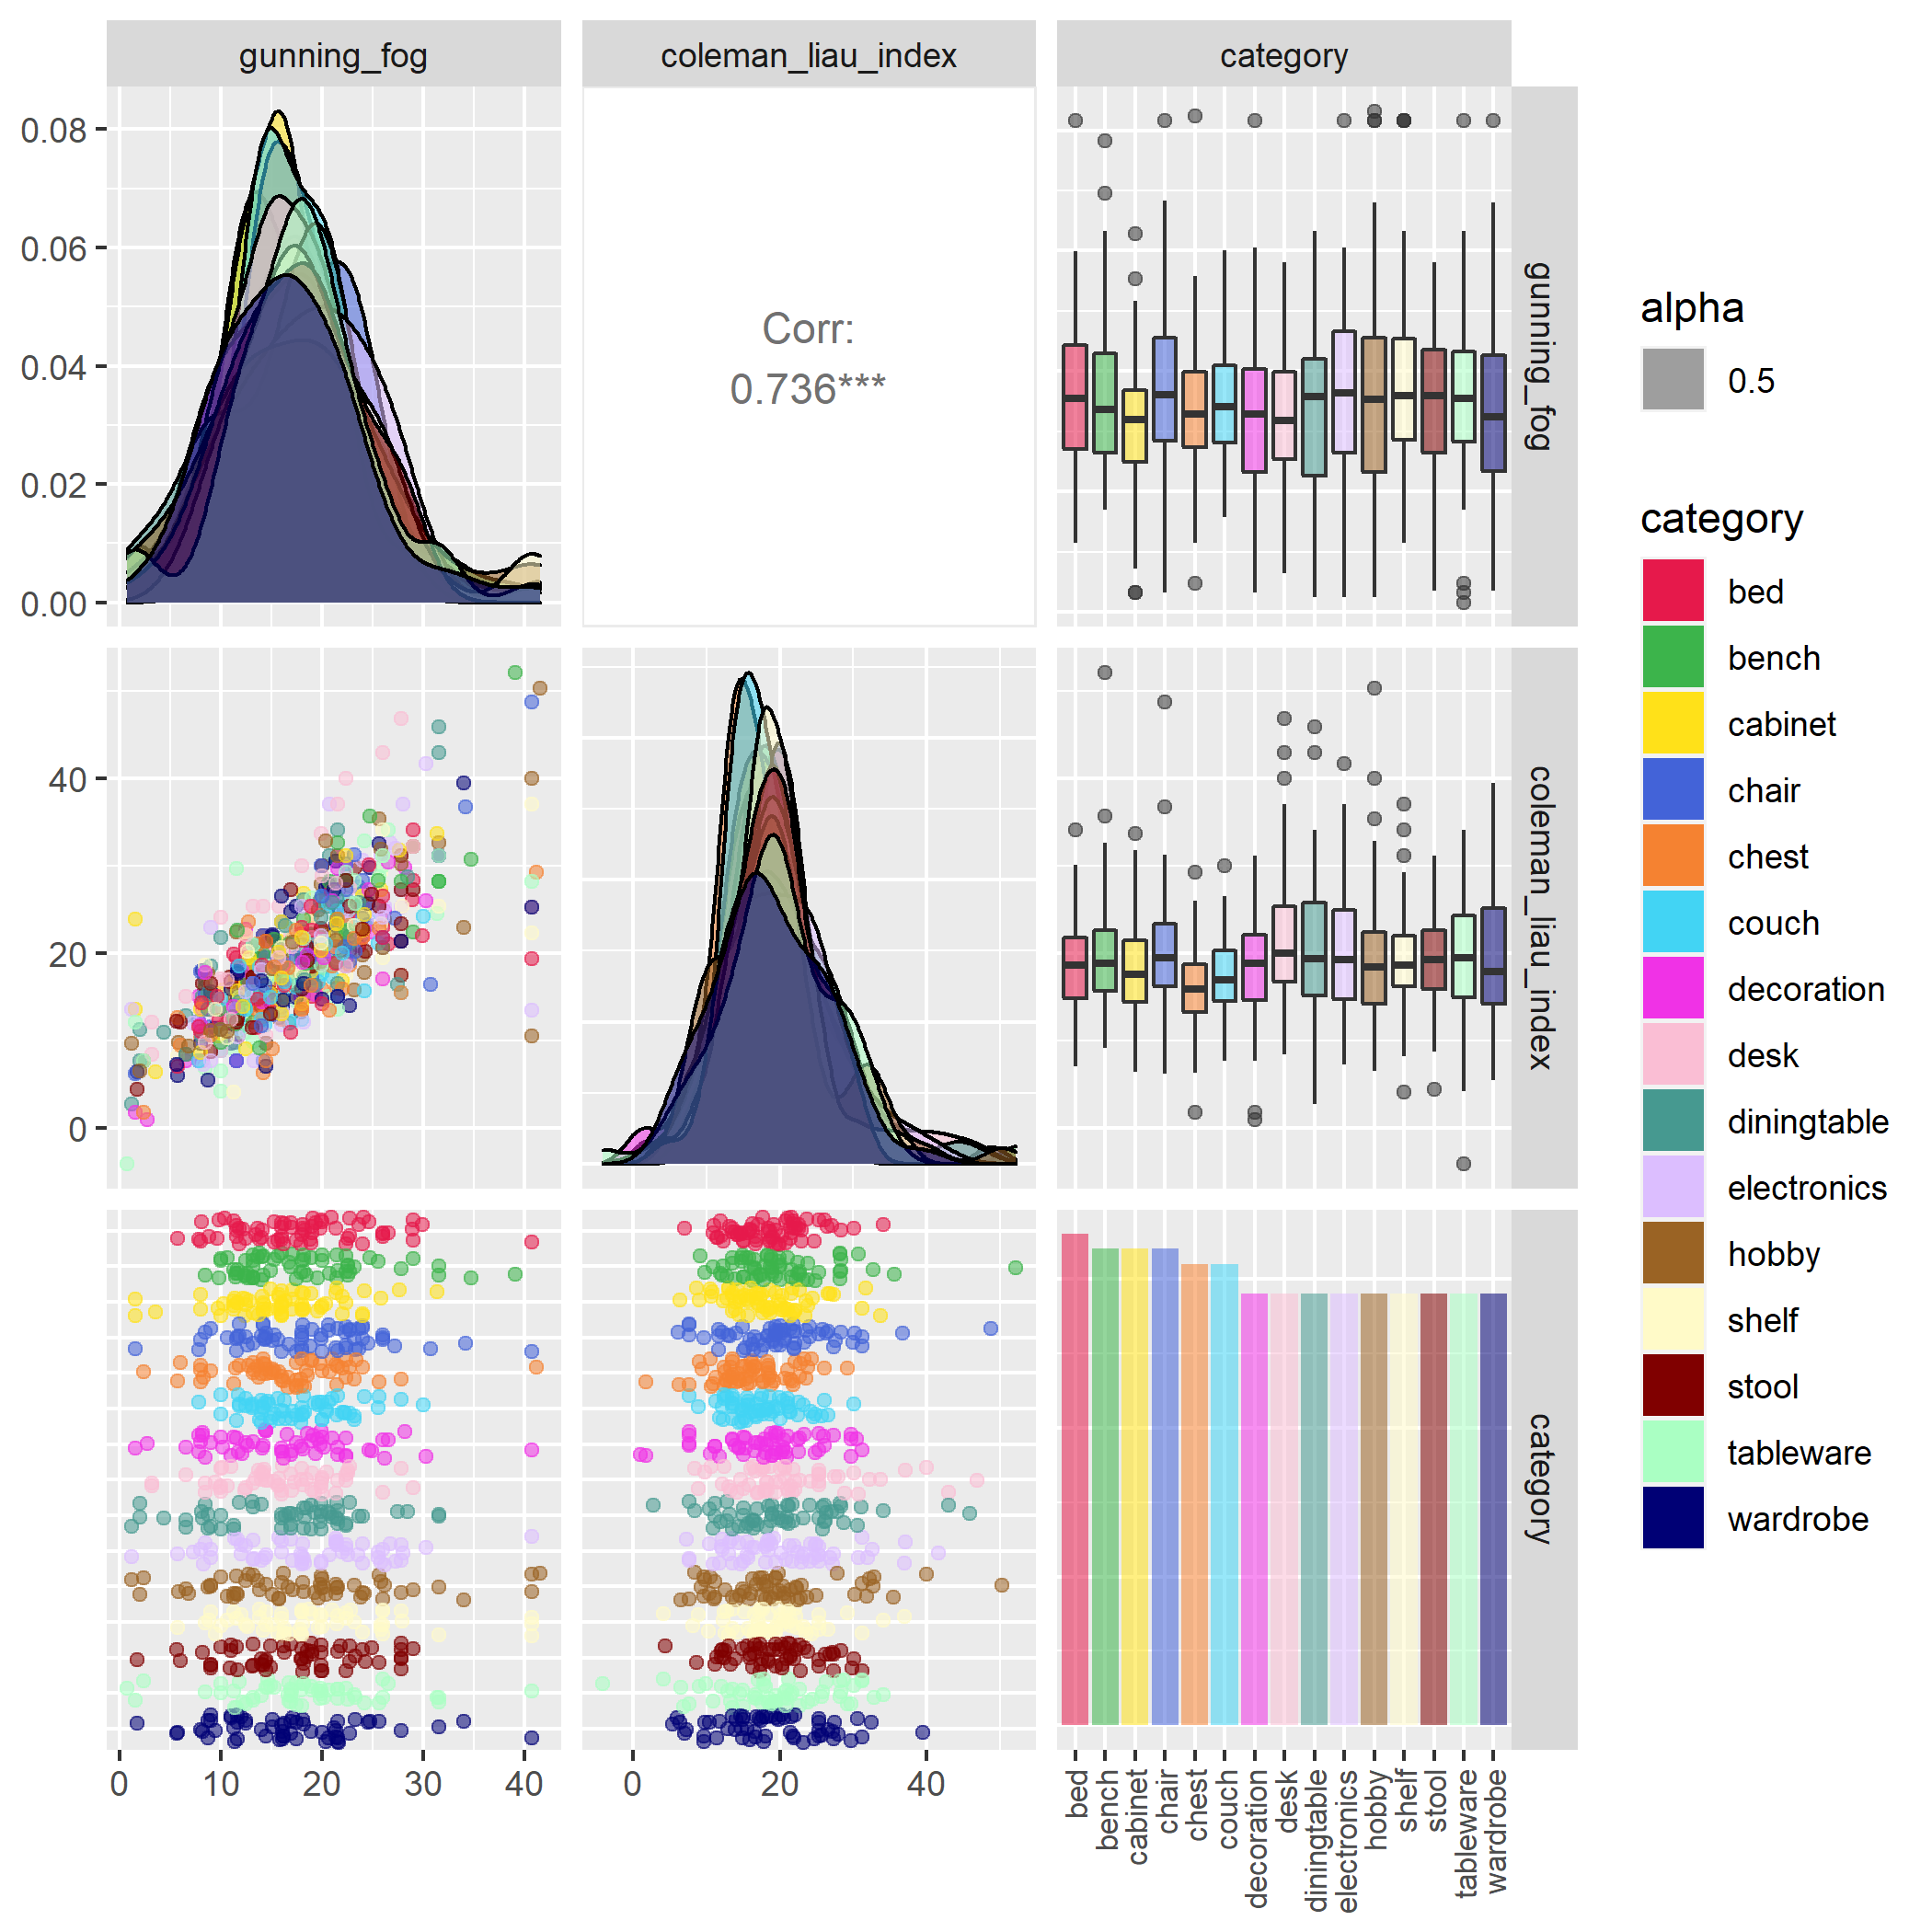 gunning_fog
coleman_liau_index
category
0.08
0.06
0.04
0.02
0.00
Corr:
0.736***
gunning_fog
40
20
0
coleman_liau_index
category
0
10
20
30
40
0
20
40
bed
bench
cabinet
chair
chest
couch
decoration
desk
diningtable
electronics
hobby
shelf
stool
tableware
wardrobe
alpha
0.5
category
bed
bench
cabinet
chair
chest
couch
decoration
desk
diningtable
electronics
hobby
shelf
stool
tableware
wardrobe